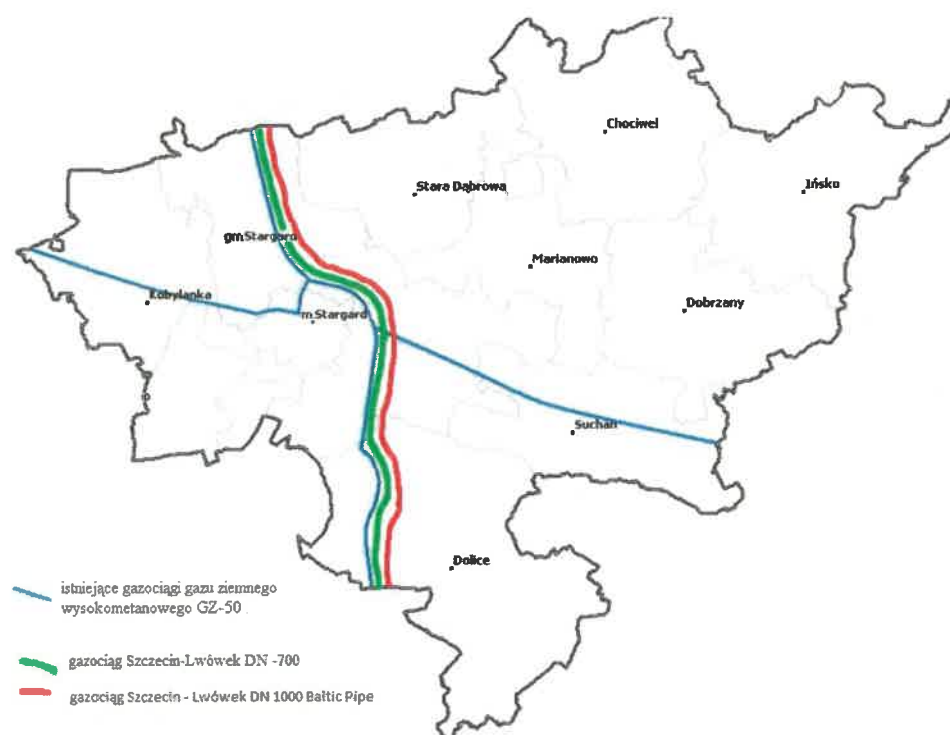 Chociwel
Ińsko
Stara Dąbrowa
gm.Stargard
Marianowo
Kobylanka
Dobrzany
m.Stargard
Suchań
Dolice
istniejące gazociągi gazu ziemnego
wysokometanowego GZ-50
gazociąg Szczecin-Lwówek DN -700
gazociąg Szczecin - Lwówek DN 1000 Baltic Pipe